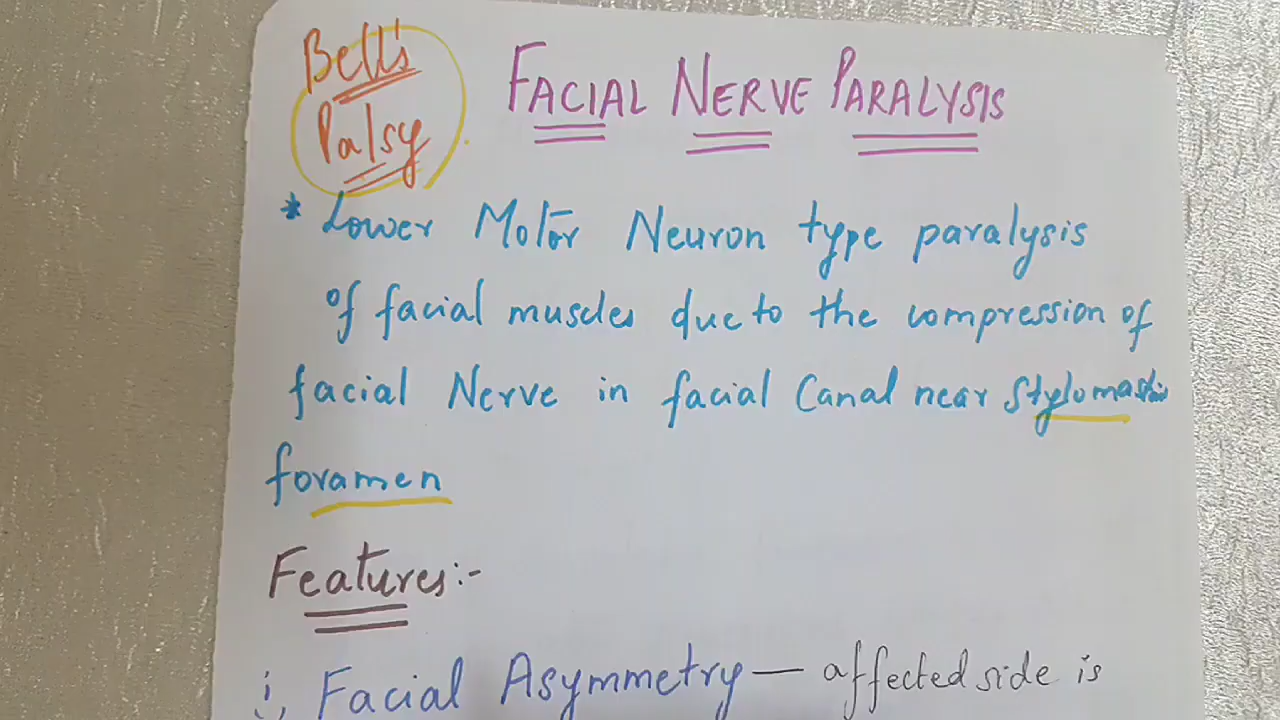 Bell's
Palsy
FACIAL NERVE PARALYSIS
* Lower Motor Neuron type paralysis
of facial muscles due to the compression of
facial Nerve in facial Canal near
foramen
Features:-
i, Facial Asymmetry — affected side is